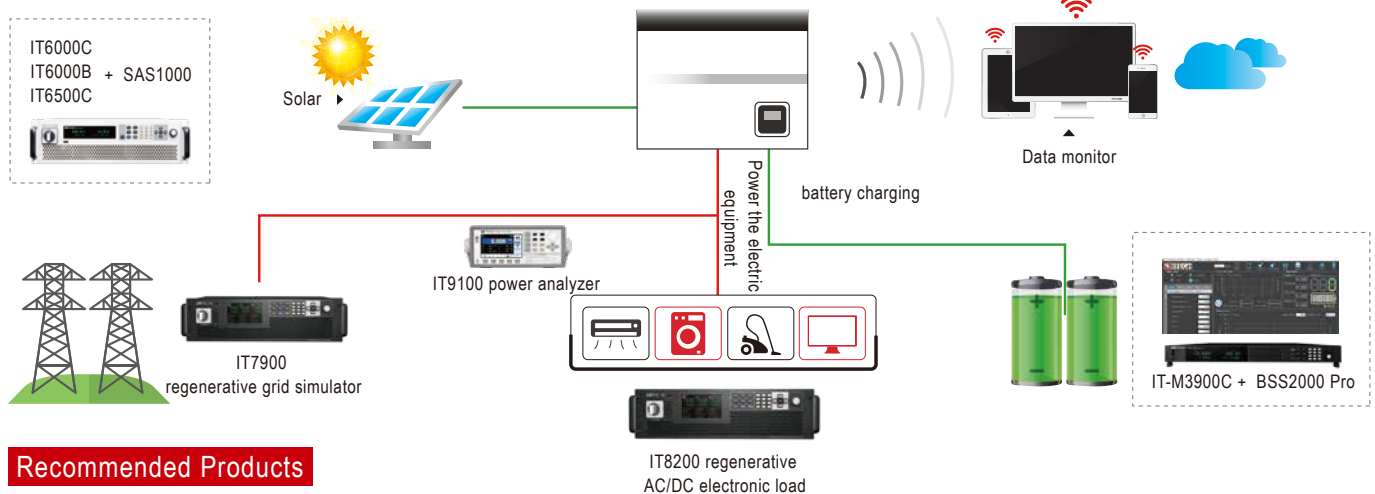 IT6000C
IT6000B + SAS1000
IT6500C
Solar
Data monitor
Power the electric
equipment
battery charging
IT9100 power analyzer
IT7900
regenerative grid simulator
IT-M3900C + BSS2000 Pro
IT8200 regenerative
AC/DC electronic load
Recommended Products